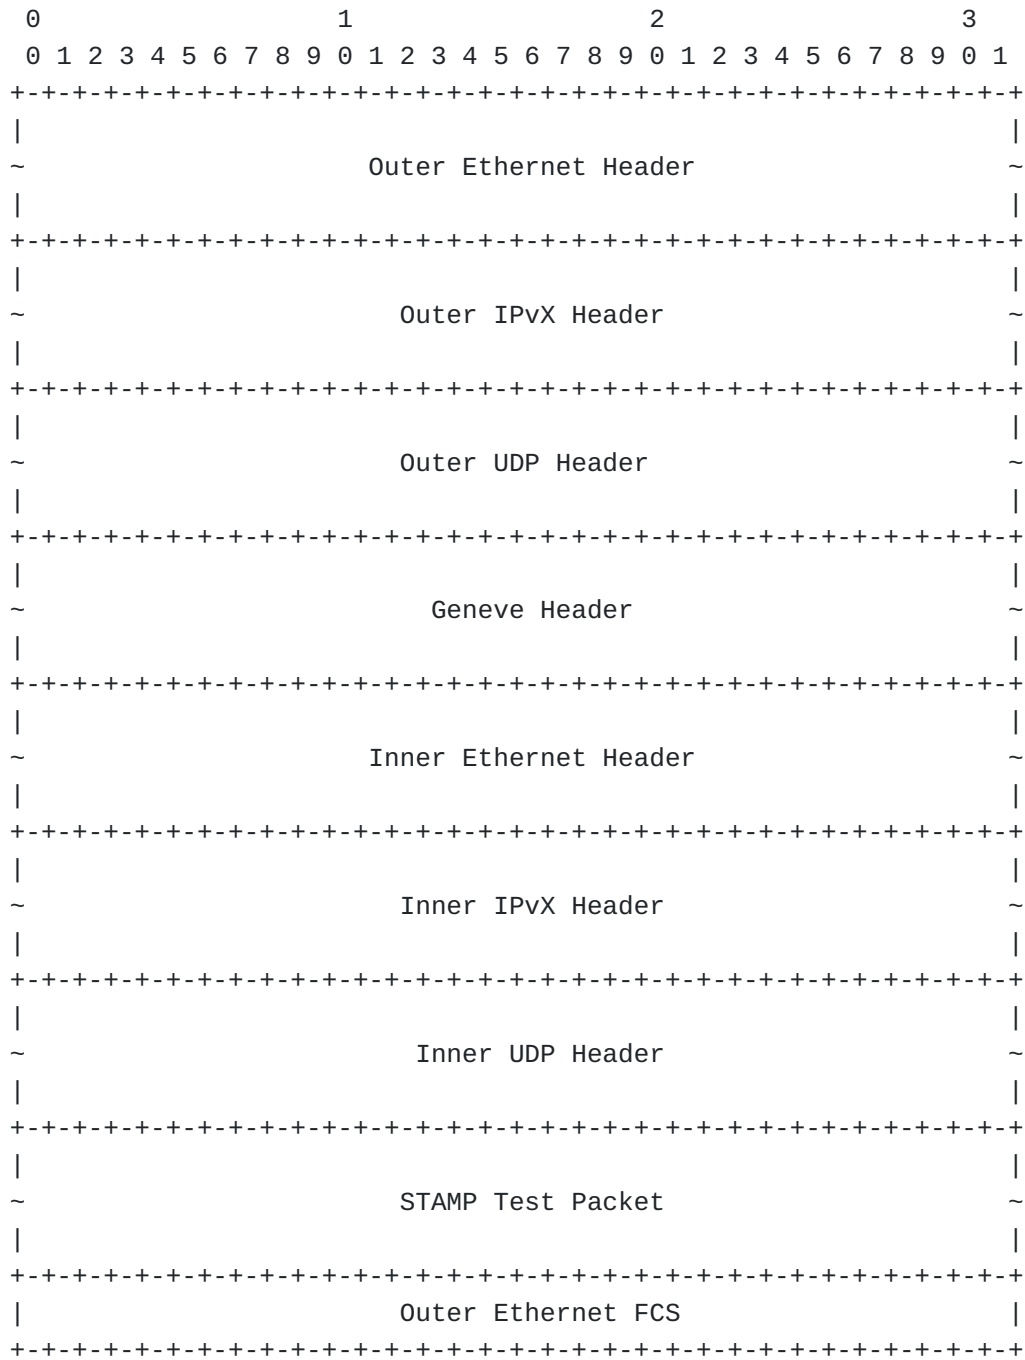 0                   1                   2                   3
 0 1 2 3 4 5 6 7 8 9 0 1 2 3 4 5 6 7 8 9 0 1 2 3 4 5 6 7 8 9 0 1
+-+-+-+-+-+-+-+-+-+-+-+-+-+-+-+-+-+-+-+-+-+-+-+-+-+-+-+-+-+-+-+-+
|                                                               |
~                      Outer Ethernet Header                    ~
|                                                               |
+-+-+-+-+-+-+-+-+-+-+-+-+-+-+-+-+-+-+-+-+-+-+-+-+-+-+-+-+-+-+-+-+
|                                                               |
~                        Outer IPvX Header                      ~
|                                                               |
+-+-+-+-+-+-+-+-+-+-+-+-+-+-+-+-+-+-+-+-+-+-+-+-+-+-+-+-+-+-+-+-+
|                                                               |
~                        Outer UDP Header                       ~
|                                                               |
+-+-+-+-+-+-+-+-+-+-+-+-+-+-+-+-+-+-+-+-+-+-+-+-+-+-+-+-+-+-+-+-+
|                                                               |
~                          Geneve Header                        ~
|                                                               |
+-+-+-+-+-+-+-+-+-+-+-+-+-+-+-+-+-+-+-+-+-+-+-+-+-+-+-+-+-+-+-+-+
|                                                               |
~                      Inner Ethernet Header                    ~
|                                                               |
+-+-+-+-+-+-+-+-+-+-+-+-+-+-+-+-+-+-+-+-+-+-+-+-+-+-+-+-+-+-+-+-+
|                                                               |
~                        Inner IPvX Header                      ~
|                                                               |
+-+-+-+-+-+-+-+-+-+-+-+-+-+-+-+-+-+-+-+-+-+-+-+-+-+-+-+-+-+-+-+-+
|                                                               |
~                         Inner UDP Header                      ~
|                                                               |
+-+-+-+-+-+-+-+-+-+-+-+-+-+-+-+-+-+-+-+-+-+-+-+-+-+-+-+-+-+-+-+-+
|                                                               |
~                        STAMP Test Packet                      ~
|                                                               |
+-+-+-+-+-+-+-+-+-+-+-+-+-+-+-+-+-+-+-+-+-+-+-+-+-+-+-+-+-+-+-+-+
|                        Outer Ethernet FCS                     |
+-+-+-+-+-+-+-+-+-+-+-+-+-+-+-+-+-+-+-+-+-+-+-+-+-+-+-+-+-+-+-+-+